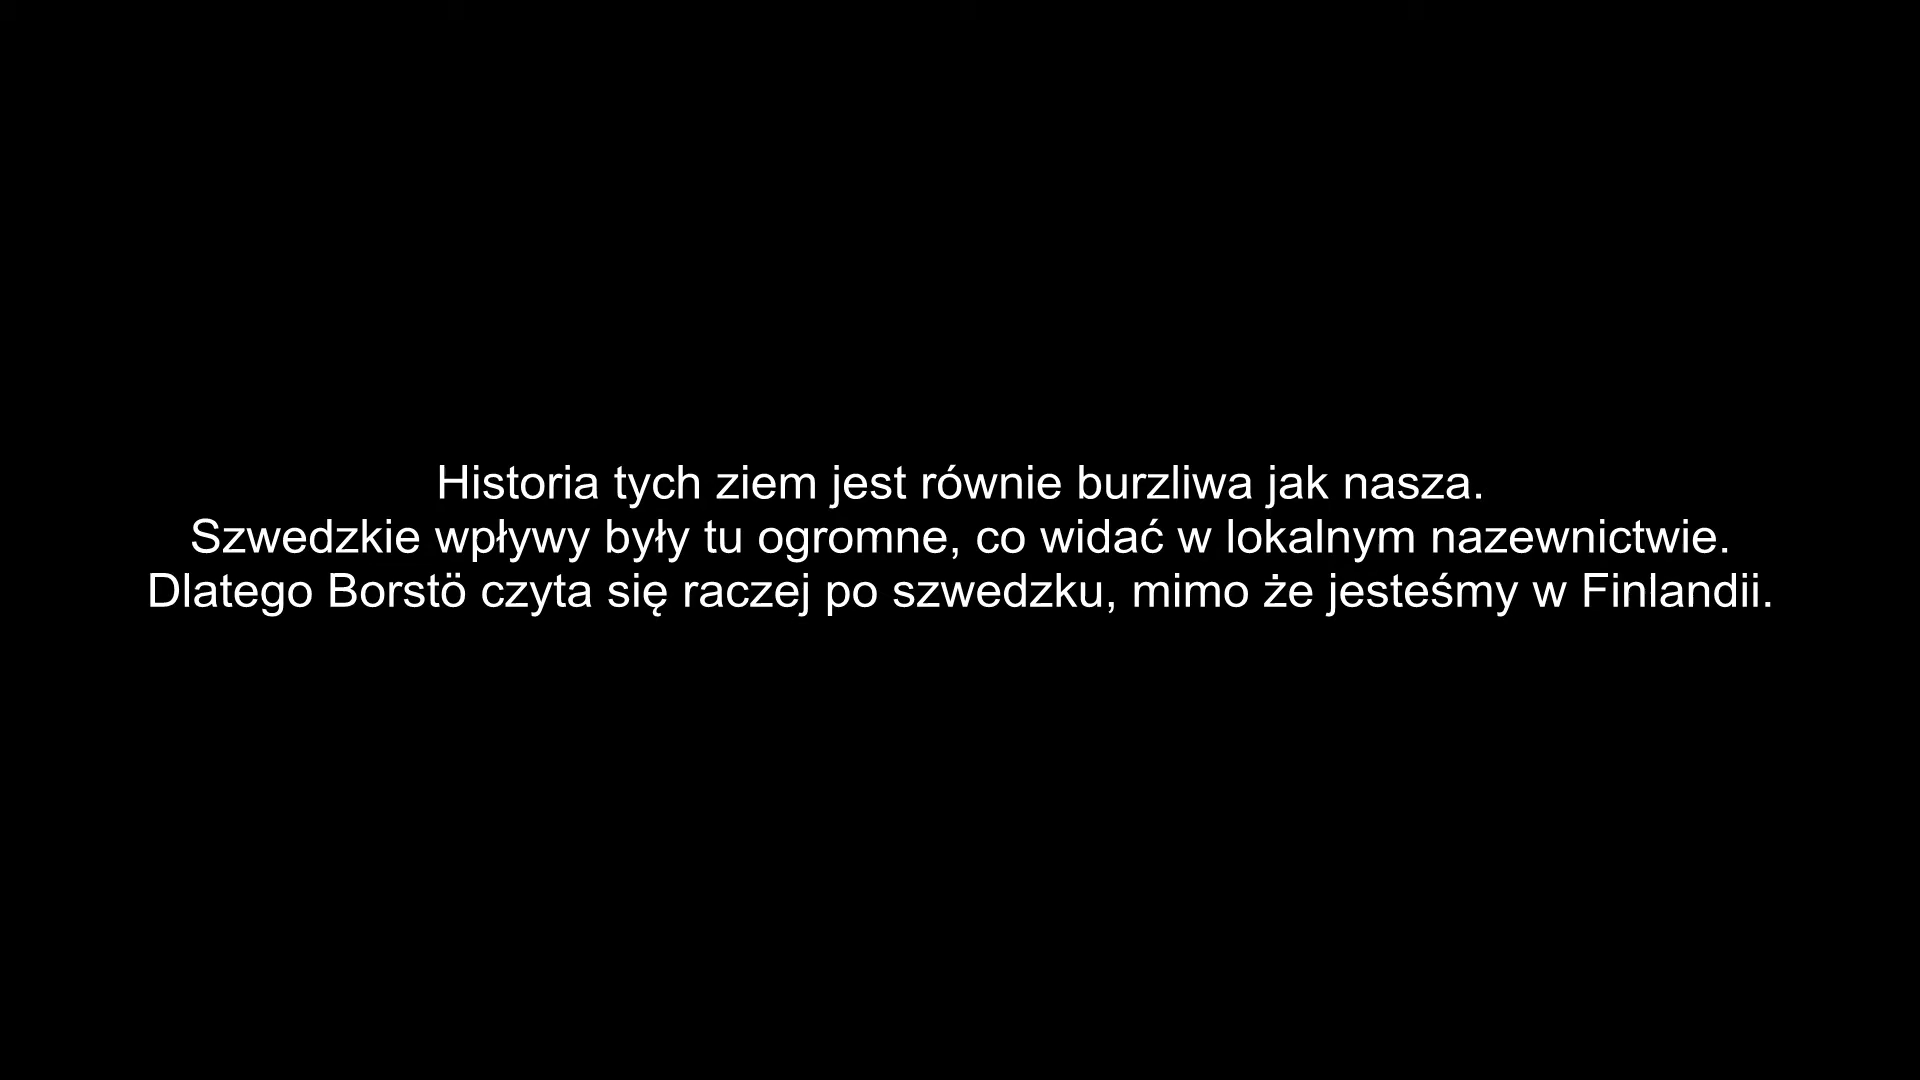 Historia tych ziem jest równie burzliwa jak nasza.
Szwedzkie wpływy były tu ogromne, co widać w lokalnym nazewnictwie.
Dlatego Borstö czyta się raczej po szwedzku, mimo że jesteśmy w Finlandii.